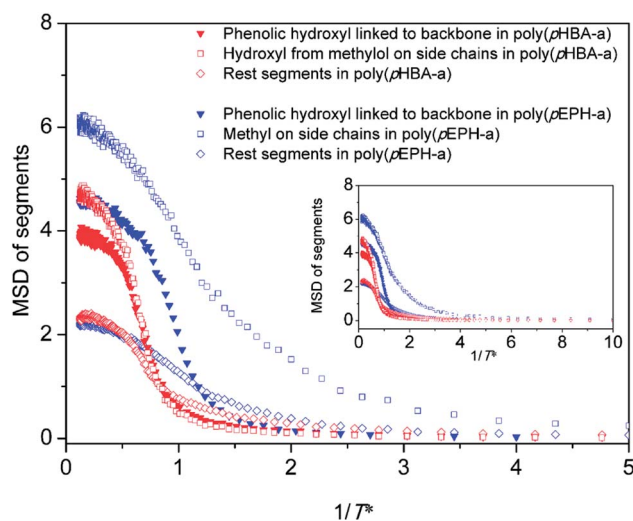 Phenolic hydroxyl linked to backbone in poly(pHBA-a)
Hydroxyl from methylol on side chains in poly(pHBA-a)
Rest segments in poly(pHBA-a)
Phenolic hydroxyl linked to backbone in poly(pEPH-a)
Methyl on side chains in poly(pEPH-a)
Rest segments in poly(pEPH-a)
MSD of segments
8
6
4
2
0
0
1
2
3
4
5
1/T*
MSD of segments
8
6
4
2
0
0
2
4
6
8
10
1/T*